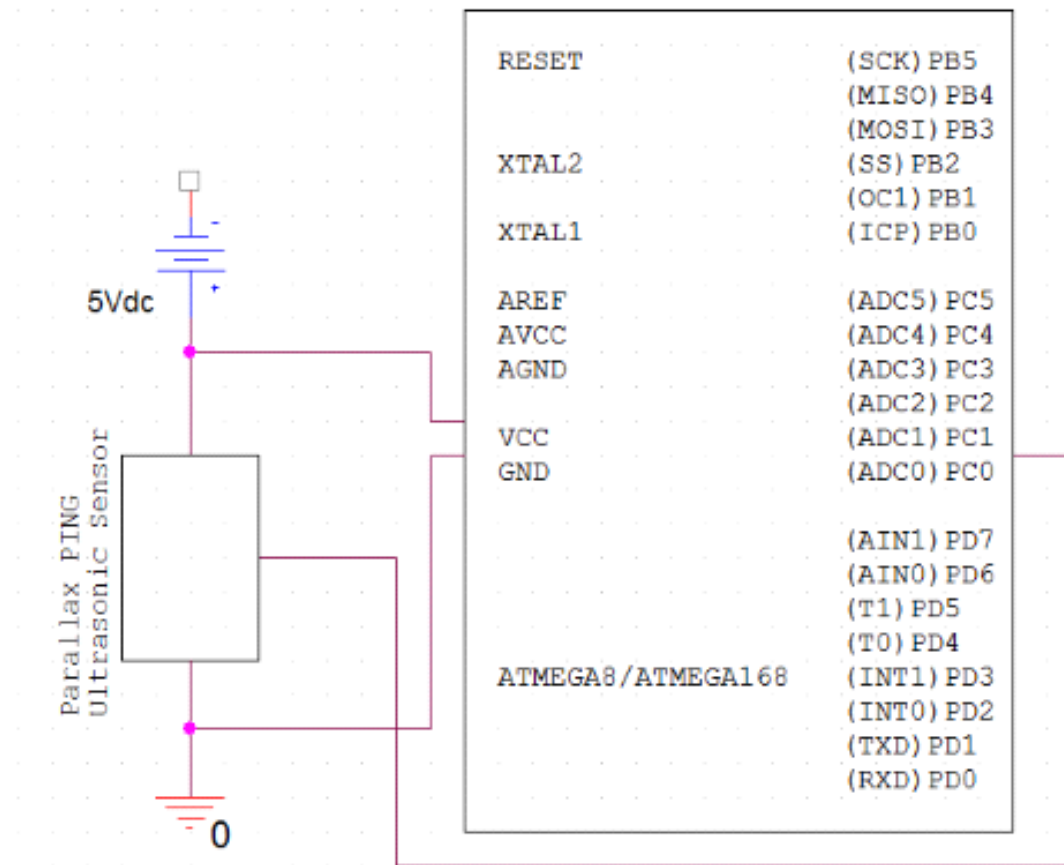 RESET
XTAL2
XTAL1
AREF
AVCC
AGND
VCC
GND
ATMEGA8/ATMEGA168
(SCK)PB5
(MISO)PB4
(MOSI)PB3
(SS)PB2
(OC1)PB1
(ICP)PB0
(ADC5)PC5
(ADC4)PC4
(ADC3)PC3
(ADC2)PC2
(ADC1)PC1
(ADC0)PC0
(AIN1)PD7
(AIN0)PD6
(T1)PD5
(T0)PD4
(INT1)PD3
(INT0)PD2
(TXD)PD1
(RXD)PD0
-
+
5Vdc
Parallax PING
Ultrasonic Sensor
0